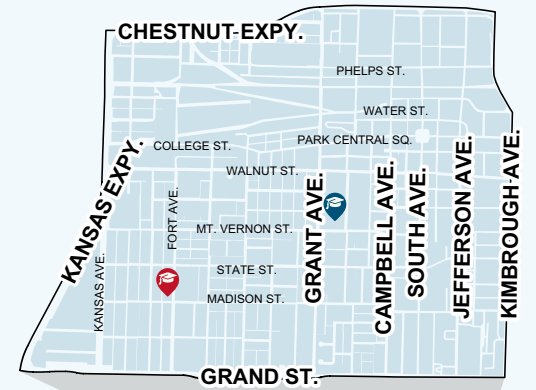 CHESTNUT EXPY.
PHELPS ST.
WATER ST.
PARK CENTRAL SQ.
COLLEGE ST.
WALNUT ST.
KANSAS EXPY.
FORT AVE.
MT. VERNON ST.
GRANT AVE.
CAMPBELL AVE.
SOUTH AVE.
JEFFERSON AVE.
KIMBROUGH AVE.
KANSAS AVE.
STATE ST.
MADISON ST.
GRAND ST.